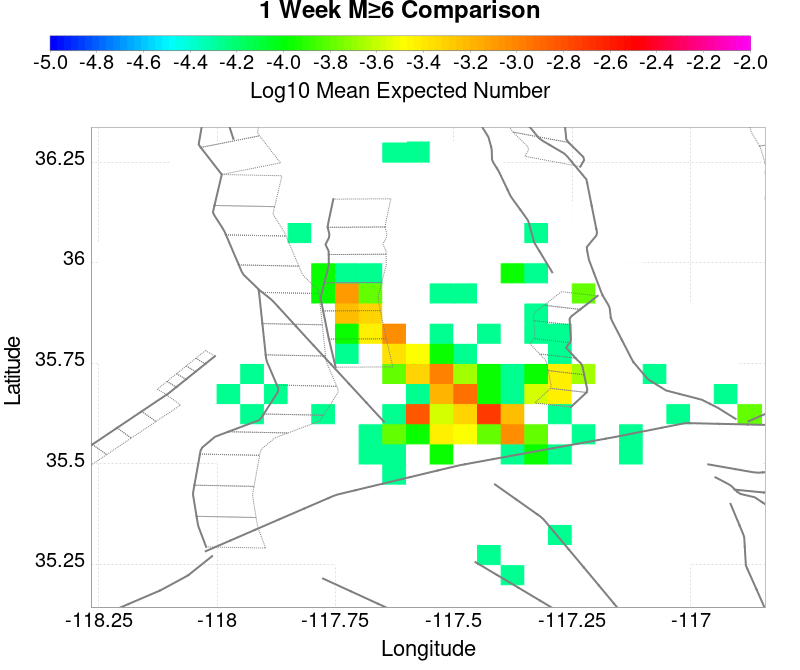 1 Week M≥6 Comparison
-5.0 -4.8 -4.6 -4.4 -4.2 -4.0 -3.8 -3.6 -3.4 -3.2 -3.0 -2.8 -2.6 -2.4 -2.2 -2.0
Log10 Mean Expected Number
36.25
36
35.75
35.5
35.25
Latitude
-118.25 -118 -117.75 -117.5 -117.25 -117
Longitude